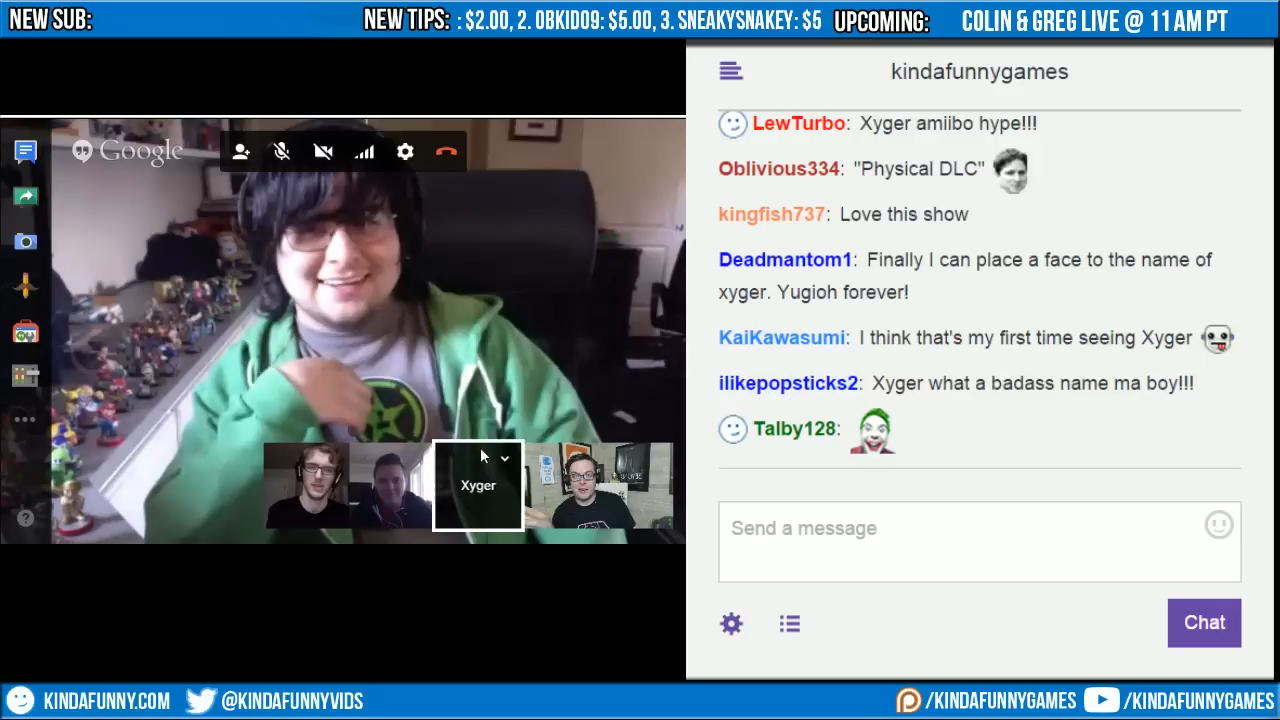 NEW SUB:
NEW TIPS: : $2.00, 2. 0BKID09: $5.00, 3. SNEAKYSNAKEY: $5
UPCOMING: COLIN & GREG LIVE @ 11 AM PT
Google
Xyger
kindafunnygames
LewTurbo: Xyger amiibo hype!!!
Oblivious334: "Physical DLC"
kingfish737: Love this show
Deadmantom1: Finally I can place a face to the name of
xyger. Yugioh forever!
KaiKawasumi: I think that's my first time seeing Xyger
ilikepopsticks2: Xyger what a badass name ma boy!!!
Talby128:
Send a message
Chat
KINDAFUNNY.COM
@KINDAFUNNYVIDS
/KINDAFUNNYGAMES
/KINDAFUNNYGAMES